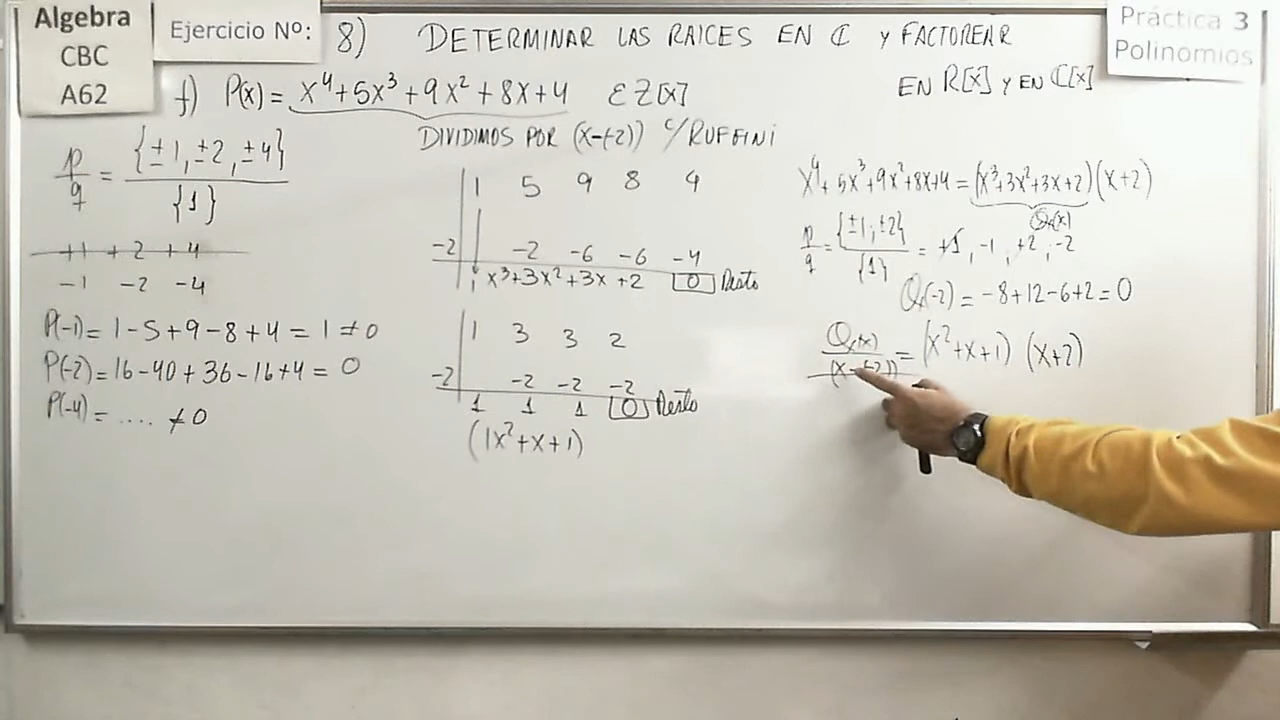 Algebra
CBC
A62
Ejercicio Nº:
8) DETERMINAR LAS RAICES EN ℂ y FACTOREAR
EN R[x] y EN ℂ[x]
Práctica 3
Polinomios
f) P(x) = x⁴+5x³+9x²+8x+4 ∈ Z[x]
p/q = {±1, ±2, ±4}/{1}
+1 +2 +4
-1 -2 -4
P(-1) = 1-5+9-8+4 = 1 ≠ 0
P(-2) = 16-40+36-16+4 = 0
P(-4) = .... ≠ 0
DIVIDIMOS POR (x-(-2)) c/RUFFINI
1 5 9 8 4
-2 -2 -6 -6 -4
1 x³+3x²+3x+2 0 Resto
1 3 3 2
-2 -2 -2 -2
1 1 1 0 Resto
(1x²+x+1)
x⁴+5x³+9x²+8x+4 = (x³+3x²+3x+2)(x+2)
Q(x)
p/q = {±1, ±2}/{1} = +1, -1, +2, -2
Q(-2) = -8+12-6+2 = 0
Q(x)/(x-(-2)) = (x²+x+1) (x+2)